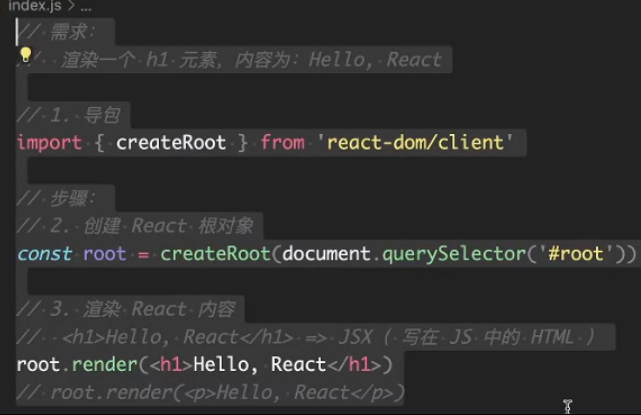 index.js > ...
// 需求:
// 渲染一个 h1 元素, 内容为: Hello, React
// 1. 导包
import { createRoot } from 'react-dom/client'
// 步骤:
// 2. 创建 React 根对象
const root = createRoot(document.querySelector('#root'))
// 3. 渲染 React 内容
// <h1>Hello, React</h1> => JSX ( 写在 JS 中的 HTML )
root.render(<h1>Hello, React</h1>)
// root.render(<p>Hello, React</p>)